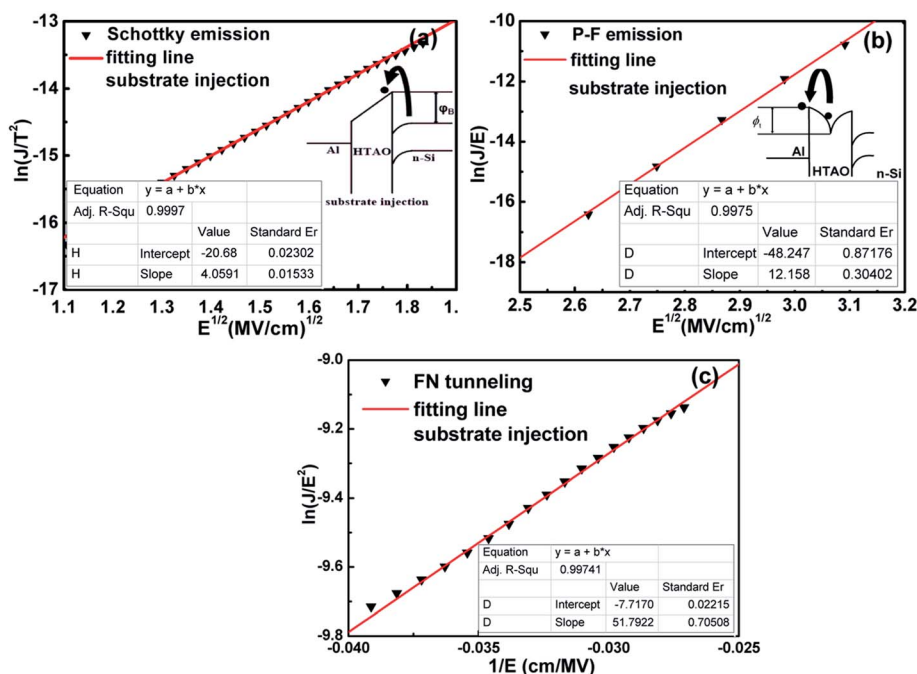 Schottky emission
fitting line
substrate injection
(a)
-13
-14
-15
-16
-17
ln(J/T²)
φB
Al
HTAO
n-Si
substrate injection
Equation y = a + b*x
Adj. R-Squ 0.9997
Value Standard Er
H Intercept -20.68 0.02302
H Slope 4.0591 0.01533
1.1 1.2 1.3 1.4 1.5 1.6 1.7 1.8 1.
E^1/2(MV/cm)^1/2
P-F emission
fitting line
substrate injection
(b)
-10
-12
-14
-16
-18
ln(J/E)
ϕt
Al
HTAO
n-Si
Equation y = a + b*x
Adj. R-Squ 0.9975
Value Standard Er
D Intercept -48.247 0.87176
D Slope 12.158 0.30402
2.5 2.6 2.7 2.8 2.9 3.0 3.1 3.2
E^1/2(MV/cm)^1/2
FN tunneling
fitting line
substrate injection
(c)
-9.0
-9.2
-9.4
-9.6
-9.8
ln(J/E²)
Equation y = a + b*x
Adj. R-Squ 0.99741
Value Standard Er
D Intercept -7.7170 0.02215
D Slope 51.7922 0.70508
-0.040 -0.035 -0.030 -0.025
1/E (cm/MV)